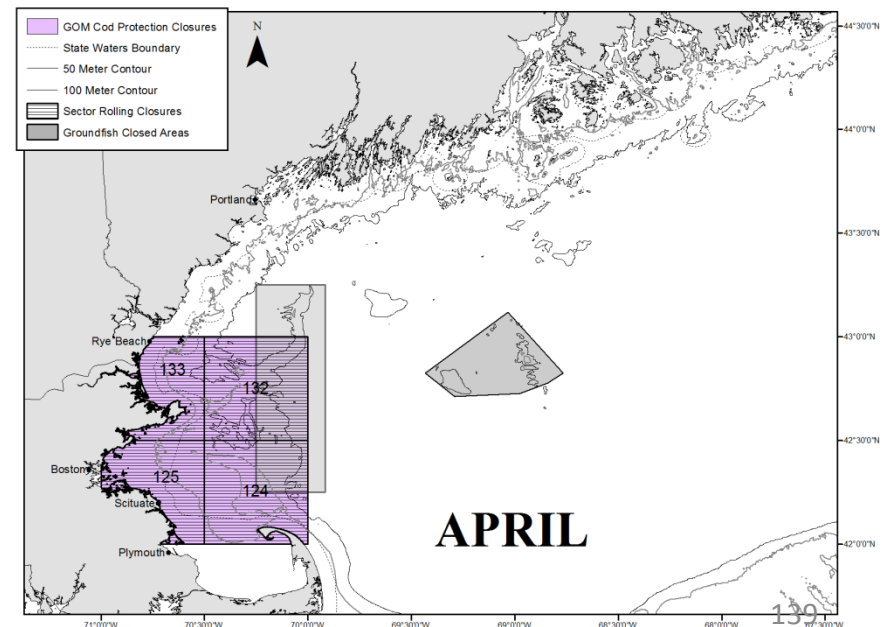 GOM Cod Protection Closures
State Waters Boundary
50 Meter Contour
100 Meter Contour
Sector Rolling Closures
Groundfish Closed Areas
N
44°30'0"N
44°0'0"N
43°30'0"N
43°0'0"N
42°30'0"N
42°0'0"N
Portland
Rye Beach
133
132
Boston
125
124
Scituate
Plymouth
APRIL
139
71°0'0"W
70°30'0"W
70°0'0"W
69°30'0"W
69°0'0"W
68°30'0"W
68°0'0"W
67°30'0"W